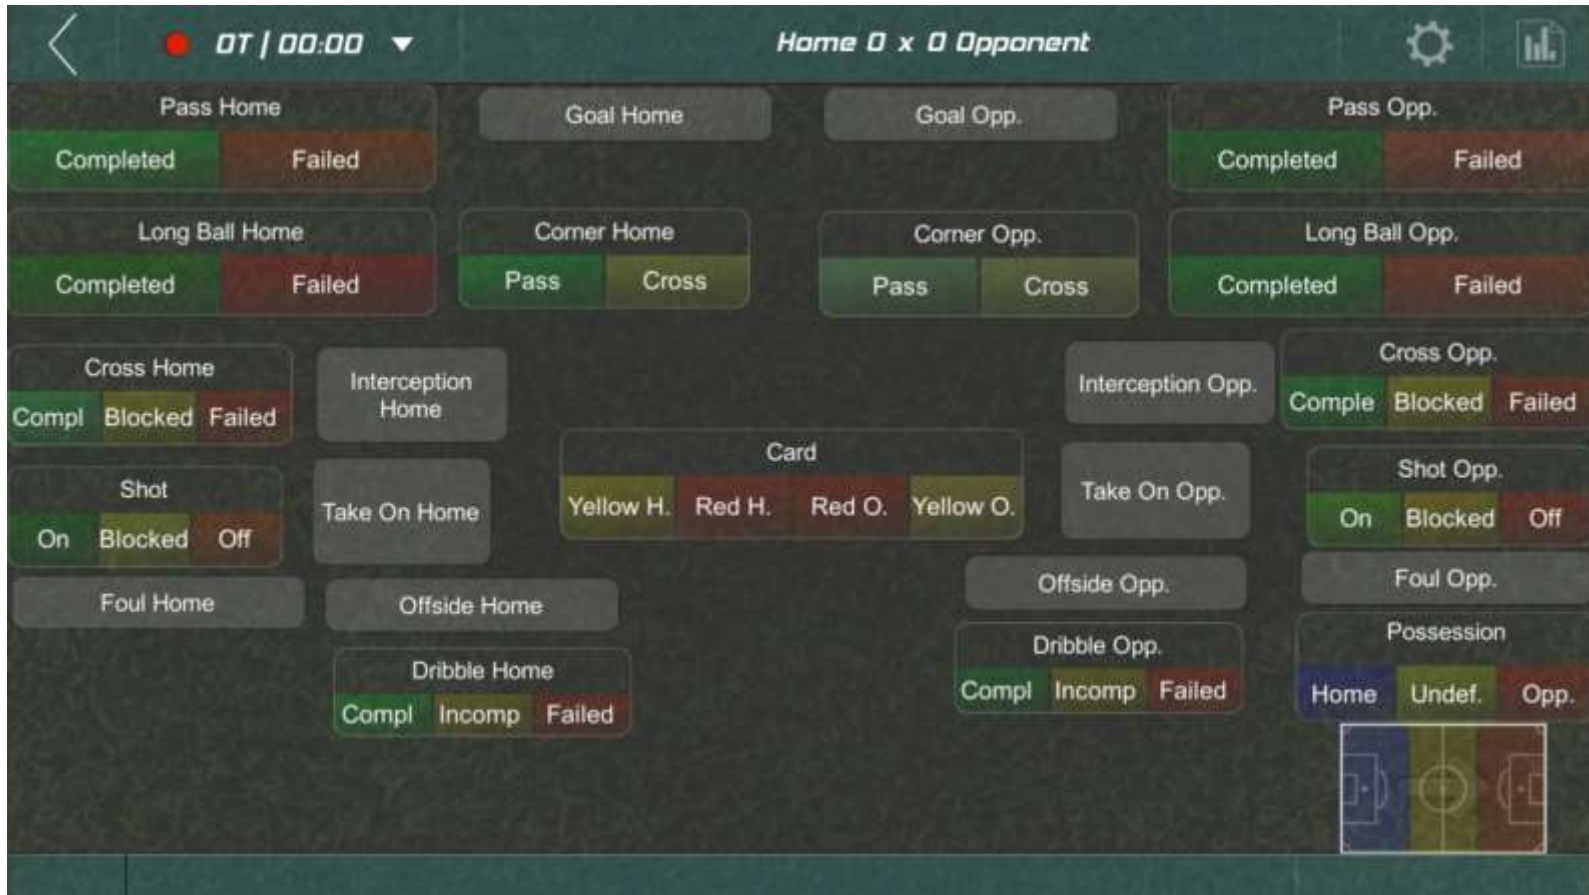 0T | 00:00
Home 0 x 0 Opponent
Pass Home
Completed Failed
Goal Home
Goal Opp.
Pass Opp.
Completed Failed
Long Ball Home
Completed Failed
Corner Home
Pass Cross
Corner Opp.
Pass Cross
Long Ball Opp.
Completed Failed
Cross Home
Compl Blocked Failed
Interception
Home
Interception Opp.
Cross Opp.
Comple Blocked Failed
Card
Yellow H. Red H. Red O. Yellow O.
Shot
On Blocked Off
Take On Home
Take On Opp.
Shot Opp.
On Blocked Off
Foul Home
Offside Home
Offside Opp.
Foul Opp.
Dribble Home
Compl Incomp Failed
Dribble Opp.
Compl Incomp Failed
Possession
Home Undef. Opp.